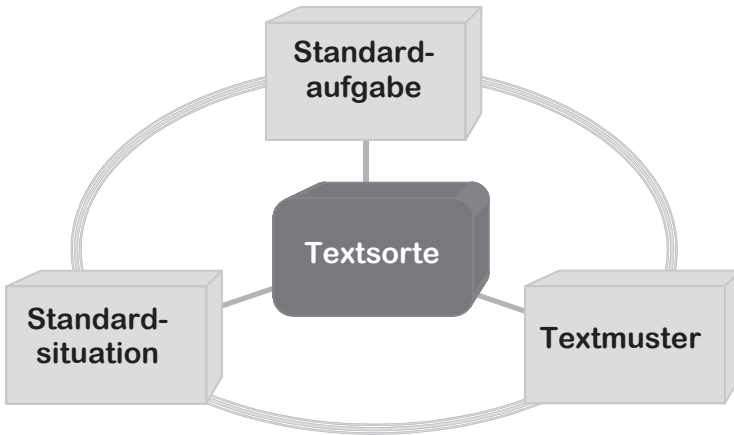 Standard-
aufgabe
Textsorte
Standard-
situation
Textmuster